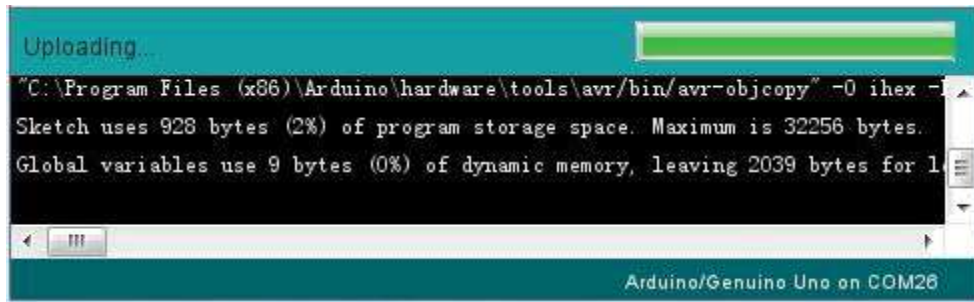 Uploading...
"C:\Program Files (x86)\Arduino\hardware\tools\avr/bin/avr-objcopy" -O ihex -
Sketch uses 928 bytes (2%) of program storage space. Maximum is 32256 bytes.
Global variables use 9 bytes (0%) of dynamic memory, leaving 2039 bytes for
Arduino/Genuino Uno on COM26